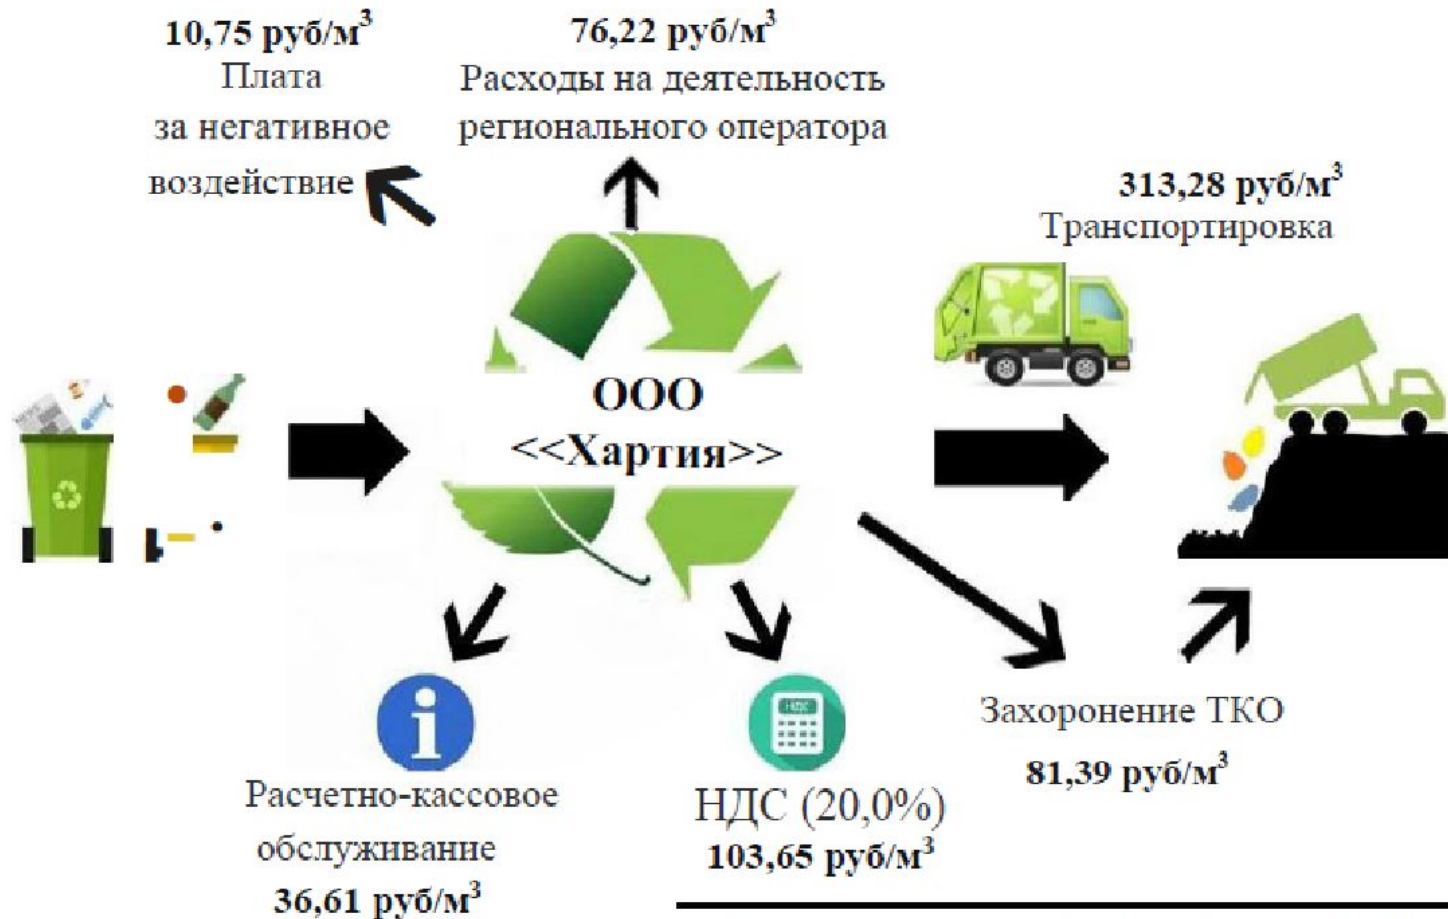 10,75 руб/м³
Плата
за негативное
воздействие
76,22 руб/м³
Расходы на деятельность
регионального оператора
313,28 руб/м³
Транспортировка
ООО
<<Хартия>>
Захоронение ТКО
81,39 руб/м³
Расчетно-кассовое
обслуживание
36,61 руб/м³
НДС
НДС (20,0%)
103,65 руб/м³
NEWS